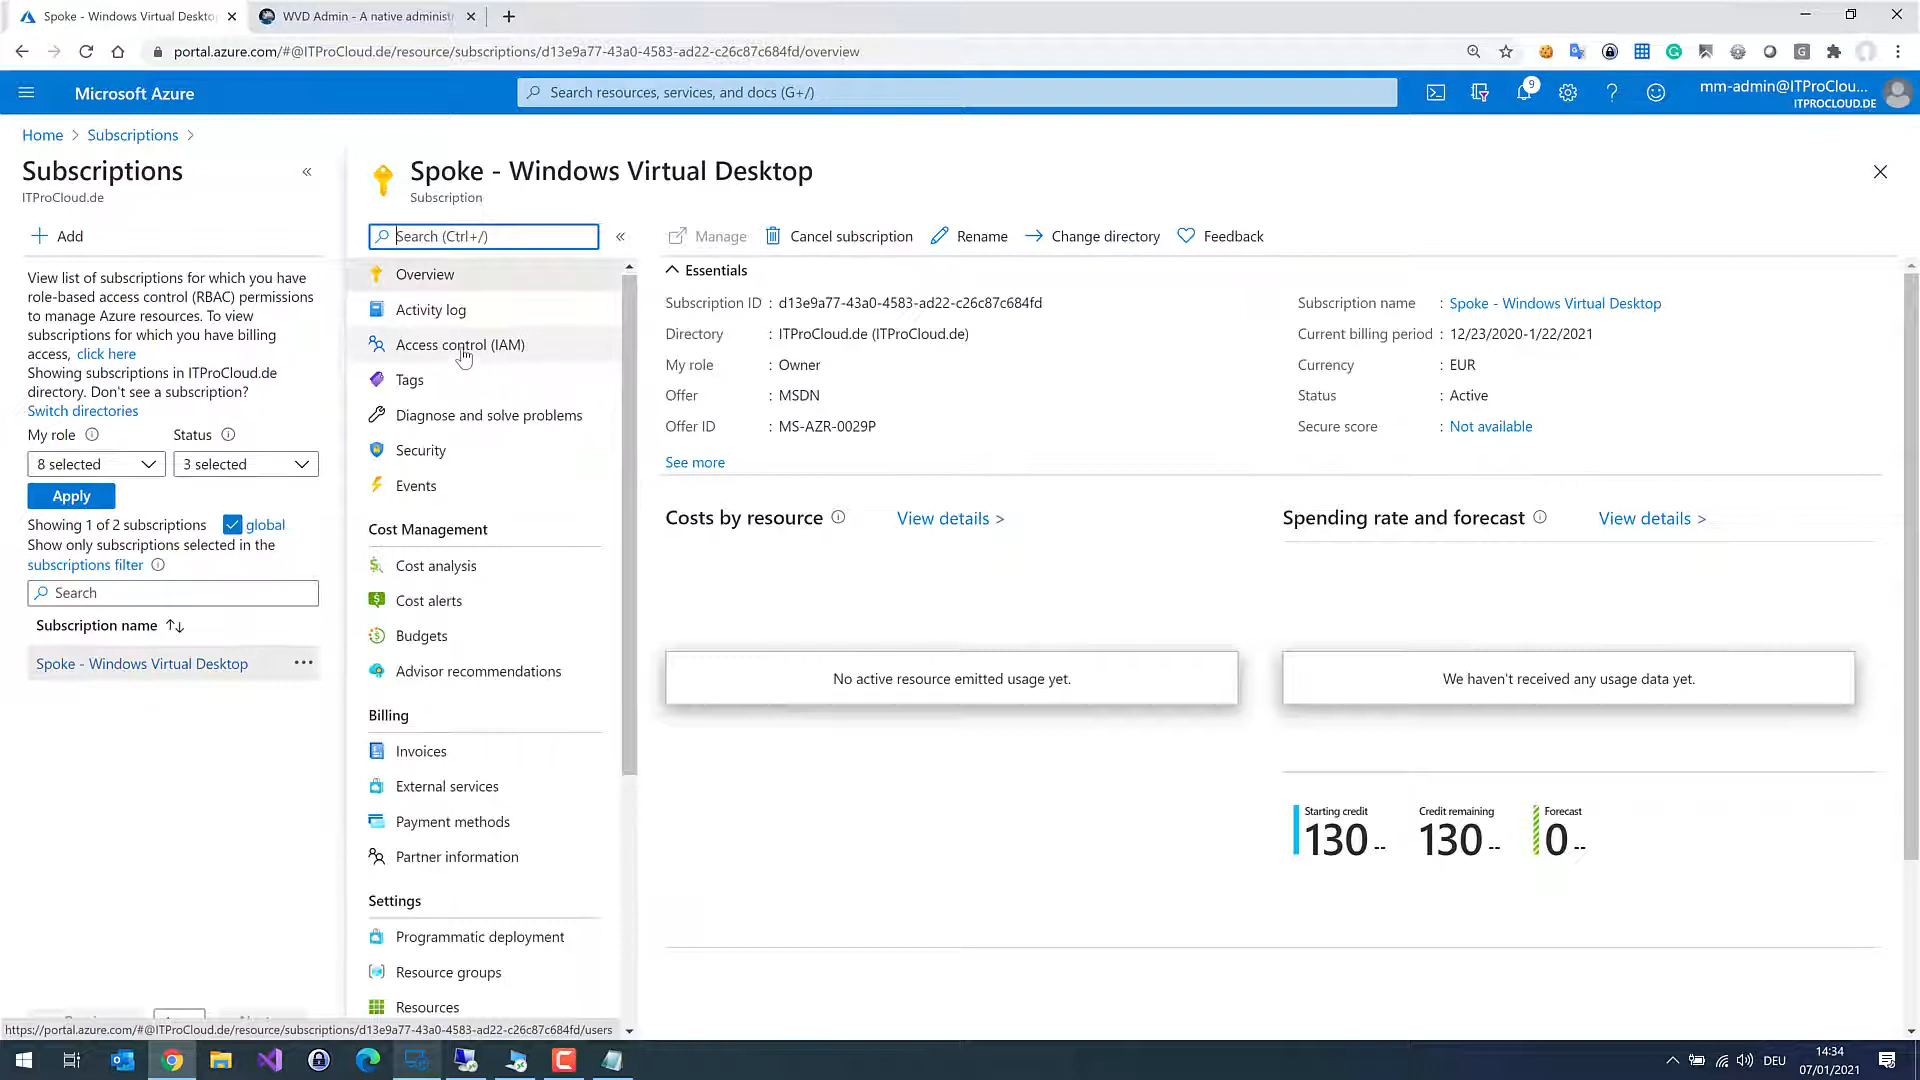 Spoke - Windows Virtual Desktop
WVD Admin - A native administ
portal.azure.com/#@ITProCloud.de/resource/subscriptions/d13e9a77-43a0-4583-ad22-c26c87c684fd/overview
Microsoft Azure
Search resources, services, and docs (G+/)
9
mm-admin@ITProClou...
ITPROCLOUD.DE
Home > Subscriptions >
Subscriptions
ITProCloud.de
Add
View list of subscriptions for which you have
role-based access control (RBAC) permissions
to manage Azure resources. To view
subscriptions for which you have billing
access, click here
Showing subscriptions in ITProCloud.de
directory. Don't see a subscription?
Switch directories
My role
Status
8 selected
3 selected
Apply
Showing 1 of 2 subscriptions
global
Show only subscriptions selected in the
subscriptions filter
Search
Subscription name
Spoke - Windows Virtual Desktop
...
Spoke - Windows Virtual Desktop
Subscription
Search (Ctrl+/)
Overview
Activity log
Access control (IAM)
Tags
Diagnose and solve problems
Security
Events
Cost Management
Cost analysis
Cost alerts
Budgets
Advisor recommendations
Billing
Invoices
External services
Payment methods
Partner information
Settings
Programmatic deployment
Resource groups
Resources
Manage
Cancel subscription
Rename
Change directory
Feedback
Essentials
Subscription ID : d13e9a77-43a0-4583-ad22-c26c87c684fd
Directory : ITProCloud.de (ITProCloud.de)
My role : Owner
Offer : MSDN
Offer ID : MS-AZR-0029P
See more
Subscription name : Spoke - Windows Virtual Desktop
Current billing period : 12/23/2020-1/22/2021
Currency : EUR
Status : Active
Secure score : Not available
Costs by resource
View details >
No active resource emitted usage yet.
Spending rate and forecast
View details >
We haven't received any usage data yet.
Starting credit
130 --
Credit remaining
130 --
Forecast
0 --
https://portal.azure.com/#@ITProCloud.de/resource/subscriptions/d13e9a77-43a0-4583-ad22-c26c87c684fd/users
DEU
14:34
07/01/2021